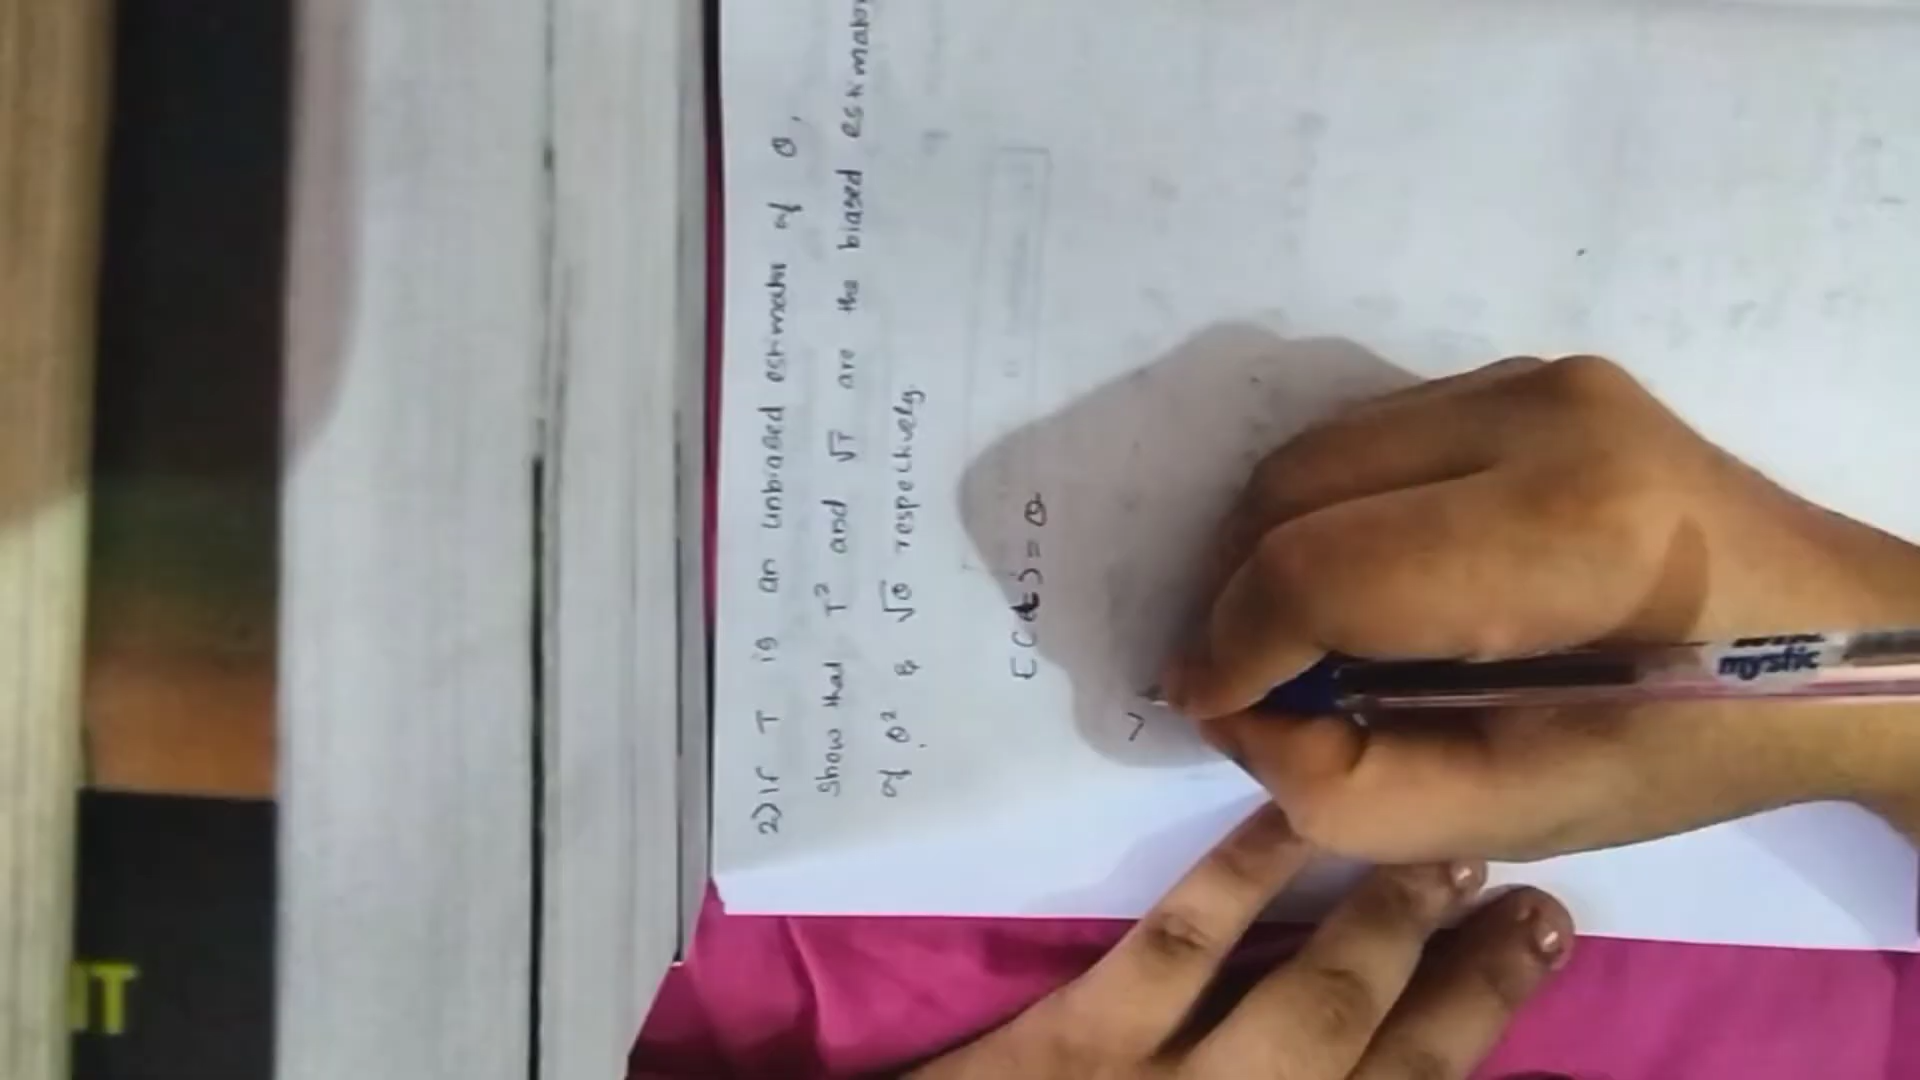 2) If T is an unbiased estimator of θ,
Show that T² and √T are the biased
of θ² & √θ respectively.
E(t) = θ
V
mystic
IT